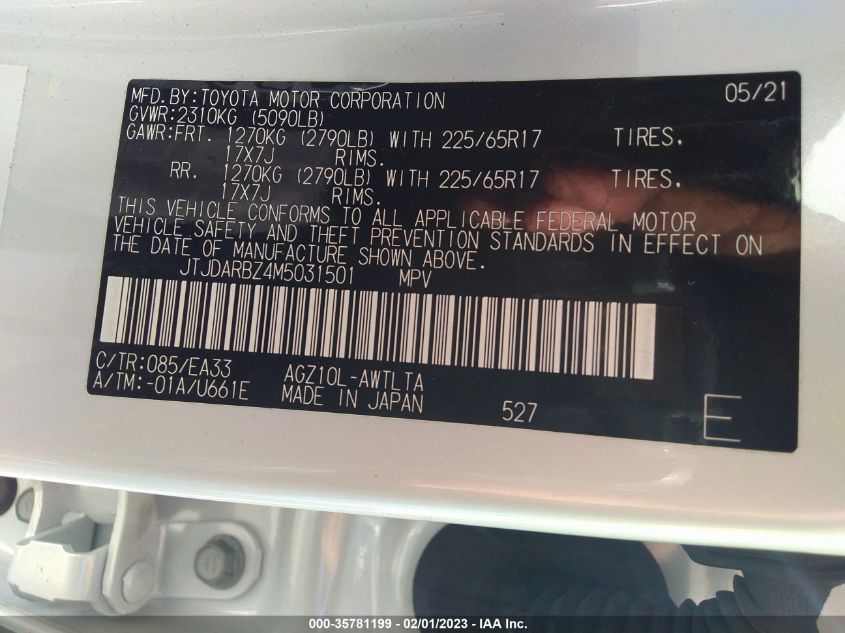 MFD.BY:TOYOTA MOTOR CORPORATION 05/21
GVWR:2310KG (5090LB)
GAWR:FRT. 1270KG (2790LB) WITH 225/65R17 TIRES.
17X7J RIMS.
RR. 1270KG (2790LB) WITH 225/65R17 TIRES.
17X7J RIMS.
THIS VEHICLE CONFORMS TO ALL APPLICABLE FEDERAL MOTOR
VEHICLE SAFETY AND THEFT PREVENTION STANDARDS IN EFFECT ON
THE DATE OF MANUFACTURE SHOWN ABOVE.
JTJDARBZ4M5031501 MPV
C/TR:085/EA33 AGZ10L-AWTLTA
A/TM:-01A/U661E MADE IN JAPAN 527 E
000-35781199 - 02/01/2023 - IAA Inc.